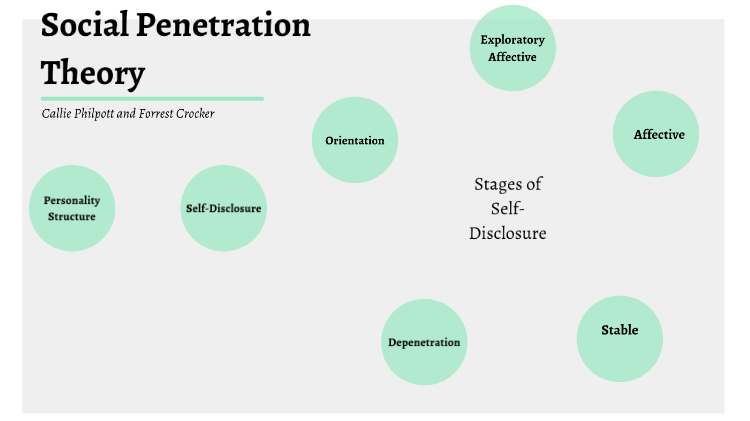 Social Penetration
Theory
Callie Philpott and Forrest Crocker
Personality
Structure
Self-Disclosure
Orientation
Exploratory
Affective
Affective
Stages of
Self-
Disclosure
Stable
Depenetration